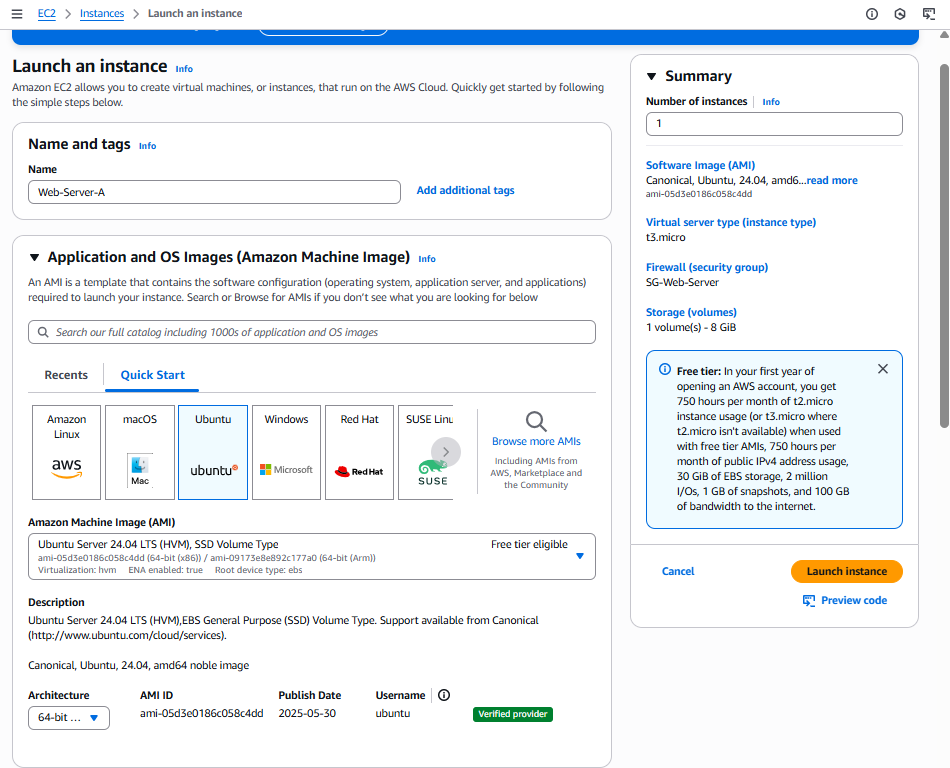 EC2 > Instances > Launch an instance
Launch an instance Info
Amazon EC2 allows you to create virtual machines, or instances, that run on the AWS Cloud. Quickly get started by following
the simple steps below.
Name and tags Info
Name
Web-Server-A
Add additional tags
Application and OS Images (Amazon Machine Image) Info
An AMI is a template that contains the software configuration (operating system, application server, and applications)
required to launch your instance. Search or Browse for AMIs if you don’t see what you are looking for below
Search our full catalog including 1000s of application and OS images
Recents
Quick Start
Amazon
Linux
aws
macOS
Mac
Ubuntu
ubuntu®
Windows
Microsoft
Red Hat
Red Hat
SUSE Linu
SUSE
Browse more AMIs
Including AMIs from
AWS, Marketplace and
the Community
Amazon Machine Image (AMI)
Ubuntu Server 24.04 LTS (HVM), SSD Volume Type
Free tier eligible
ami-05d3e0186c058c4dd (64-bit (x86)) / ami-09173e8e892c177a0 (64-bit (Arm))
Virtualization: hvm ENA enabled: true Root device type: ebs
Description
Ubuntu Server 24.04 LTS (HVM),EBS General Purpose (SSD) Volume Type. Support available from Canonical
(http://www.ubuntu.com/cloud/services).
Canonical, Ubuntu, 24.04, amd64 noble image
Architecture
64-bit ...
AMI ID
ami-05d3e0186c058c4dd
Publish Date
2025-05-30
Username
ubuntu
Verified provider
Summary
Number of instances Info
1
Software Image (AMI)
Canonical, Ubuntu, 24.04, amd6...read more
ami-05d3e0186c058c4dd
Virtual server type (instance type)
t3.micro
Firewall (security group)
SG-Web-Server
Storage (volumes)
1 volume(s) - 8 GiB
Free tier: In your first year of
opening an AWS account, you get
750 hours per month of t2.micro
instance usage (or t3.micro where
t2.micro isn't available) when used
with free tier AMIs, 750 hours per
month of public IPv4 address usage,
30 GiB of EBS storage, 2 million
I/Os, 1 GB of snapshots, and 100 GB
of bandwidth to the internet.
Cancel
Launch instance
Preview code